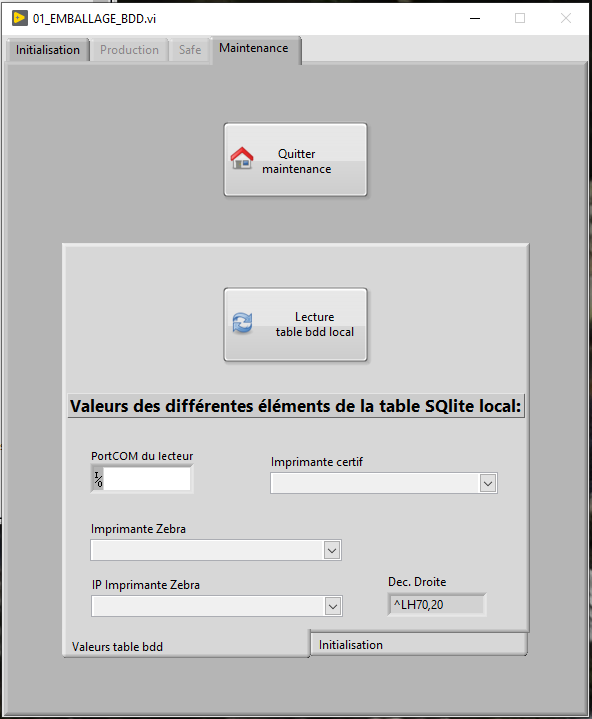 01_EMBALLAGE_BDD.vi
Initialisation
Production
Safe
Maintenance
Quitter
maintenance
Lecture
table bdd local
Valeurs des différentes éléments de la table SQlite local:
PortCOM du lecteur
I/O
Imprimante certif
Imprimante Zebra
IP Imprimante Zebra
Dec. Droite
^LH70,20
Valeurs table bdd
Initialisation